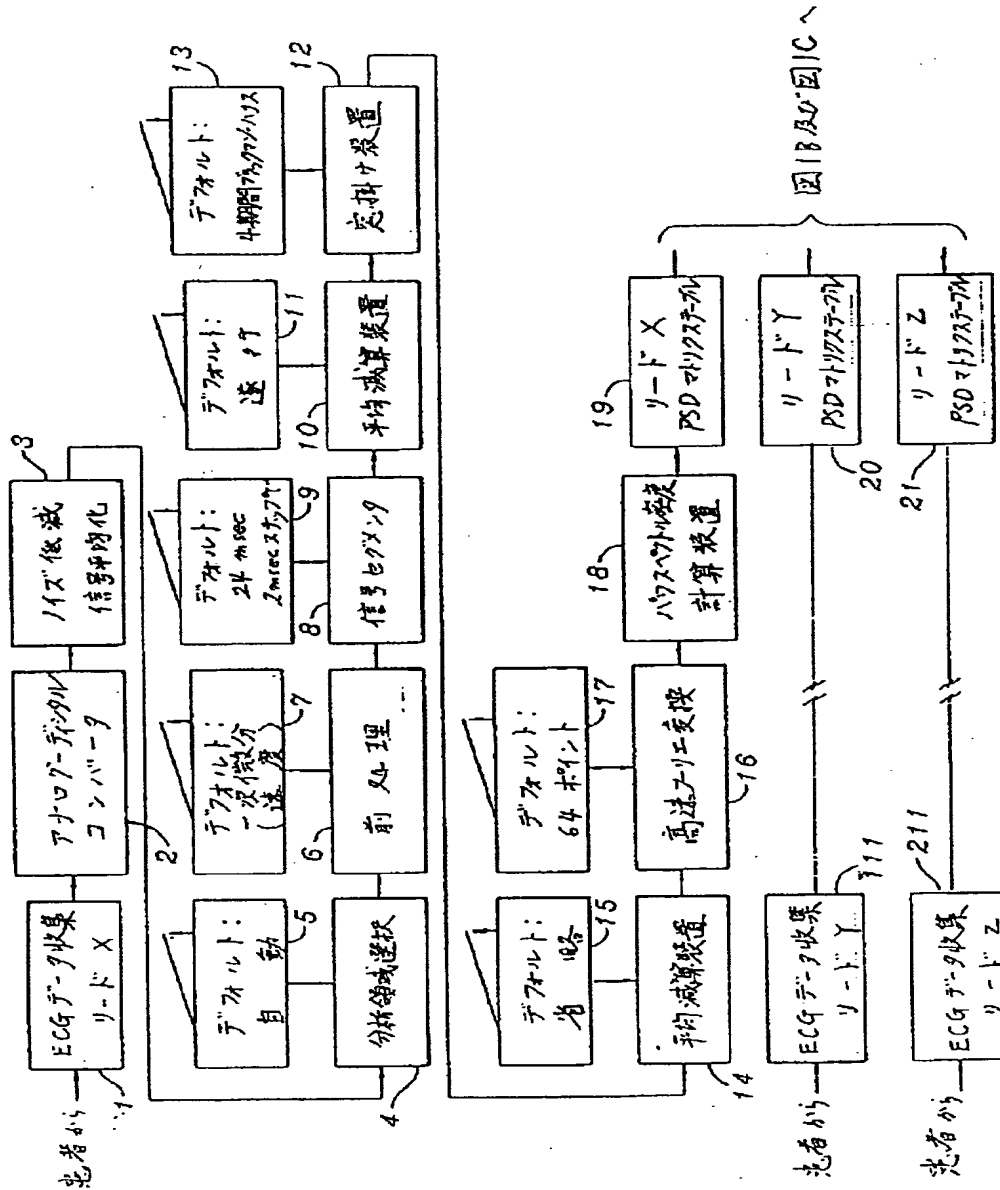 患者から
1
ECGデータ収集
リード X
2
アナログ-ディジタル
コンバータ
3
ノイズ低減
信号平均化
4
分析領域選択
5
デフォルト:
自 動
6
前 処 理
7
デフォルト:
一次微分
(速 度)
8
信号セグメンタ
9
デフォルト:
24 msec
2msecステップで
10
平均減算装置
11
デフォルト:
遂 行
12
窓掛け装置
13
デフォルト:
4期間ブラックマン-ハリス
14
平均減算装置
15
デフォルト:
省 略
16
高速フーリエ変換
17
デフォルト:
64 ポイント
18
パワスペクトル密度
計算装置
19
リード X
PSDマトリクステーブル
患者から
111
ECGデータ収集
リード Y
20
リード Y
PSDマトリクステーブル
患者から
211
ECGデータ収集
リード Z
21
リード Z
PSDマトリクステーブル
図1B及び図1Cへ